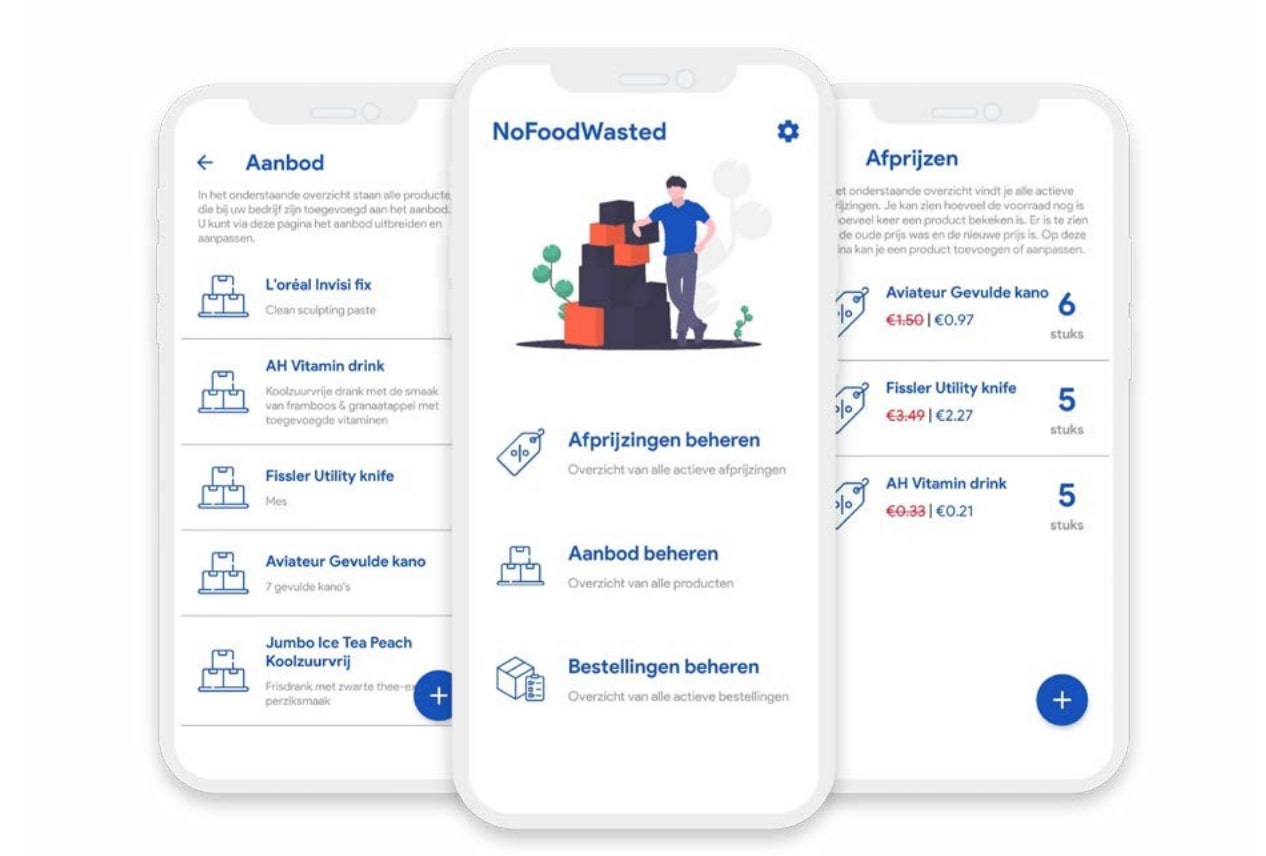 Aanbod
In het onderstaande overzicht staan alle producte
die bij uw bedrijf zijn toegevoegd aan het aanbod.
U kunt via deze pagina het aanbod uitbreiden en
aanpassen.
L'oréal Invisi fix
Clean sculpting paste
AH Vitamin drink
Koolzuurvrije drank met de smaak
van framboos & granaatappel met
toegevoegde vitaminen
Fissler Utility knife
Mes
Aviateur Gevulde kano
7 gevulde kano's
Jumbo Ice Tea Peach
Koolzuurvrij
Frisdrank met zwarte thee-e
perziksmaak
+
NoFoodWasted
Afprijzingen beheren
Overzicht van alle actieve afprijzingen
Aanbod beheren
Overzicht van alle producten
Bestellingen beheren
Overzicht van alle actieve bestellingen
Afprijzen
et onderstaande overzicht vindt je alle actieve
rijzingen. Je kan zien hoeveel de voorraad nog is
oeveel keer een product bekeken is. Er is te zien
de oude prijs was en de nieuwe prijs is. Op deze
ina kan je een product toevoegen of aanpassen.
Aviateur Gevulde kano
€1.50 | €0.97
6
stuks
Fissler Utility knife
€3.49 | €2.27
5
stuks
AH Vitamin drink
€0.33 | €0.21
5
stuks
+